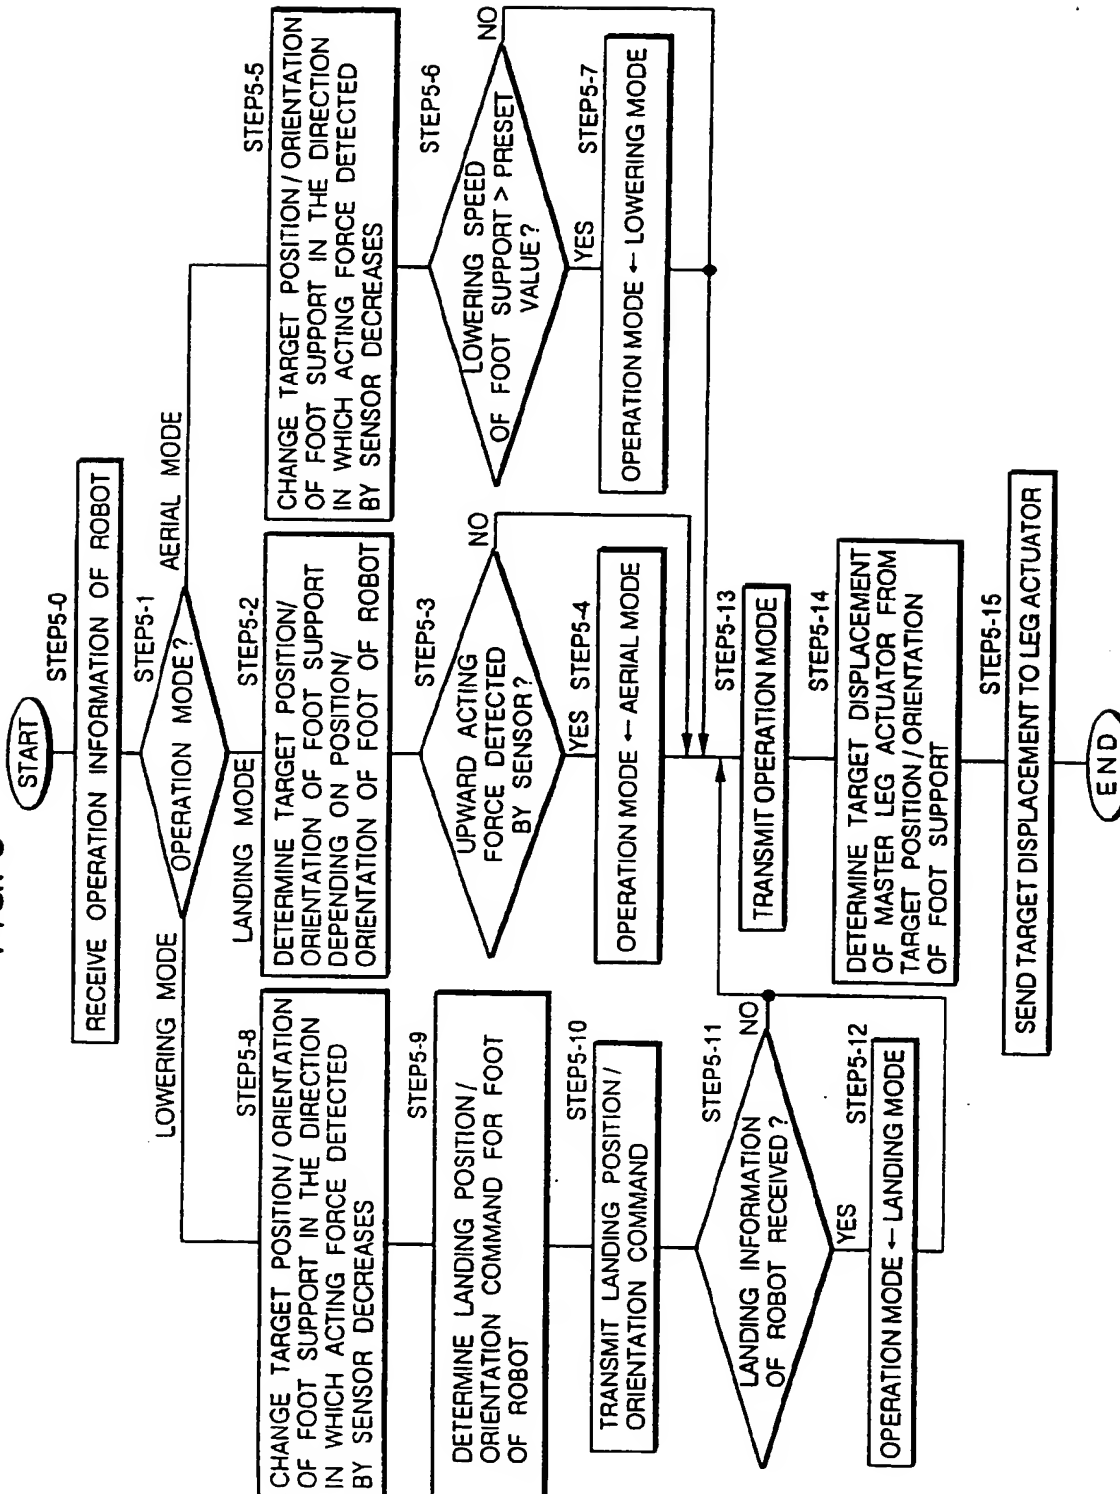 START
STEP5-0
RECEIVE OPERATION INFORMATION OF ROBOT
STEP5-1
OPERATION MODE?
LOWERING MODE
LANDING MODE
AERIAL MODE
STEP5-8
CHANGE TARGET POSITION/ORIENTATION
OF FOOT SUPPORT IN THE DIRECTION
IN WHICH ACTING FORCE DETECTED
BY SENSOR DECREASES
STEP5-9
DETERMINE LANDING POSITION/
ORIENTATION COMMAND FOR FOOT
OF ROBOT
STEP5-10
TRANSMIT LANDING POSITION/
ORIENTATION COMMAND
STEP5-11
LANDING INFORMATION
OF ROBOT RECEIVED?
NO
YES
STEP5-12
OPERATION MODE ← LANDING MODE
STEP5-2
DETERMINE TARGET POSITION/
ORIENTATION OF FOOT SUPPORT
DEPENDING ON POSITION/
ORIENTATION OF FOOT OF ROBOT
STEP5-3
UPWARD ACTING
FORCE DETECTED
BY SENSOR?
NO
YES
STEP5-4
OPERATION MODE ← AERIAL MODE
STEP5-5
CHANGE TARGET POSITION/ORIENTATION
OF FOOT SUPPORT IN THE DIRECTION
IN WHICH ACTING FORCE DETECTED
BY SENSOR DECREASES
STEP5-6
LOWERING SPEED
OF FOOT SUPPORT > PRESET
VALUE?
NO
YES
STEP5-7
OPERATION MODE ← LOWERING MODE
STEP5-13
TRANSMIT OPERATION MODE
STEP5-14
DETERMINE TARGET DISPLACEMENT
OF MASTER LEG ACTUATOR FROM
TARGET POSITION/ORIENTATION
OF FOOT SUPPORT
STEP5-15
SEND TARGET DISPLACEMENT TO LEG ACTUATOR
END